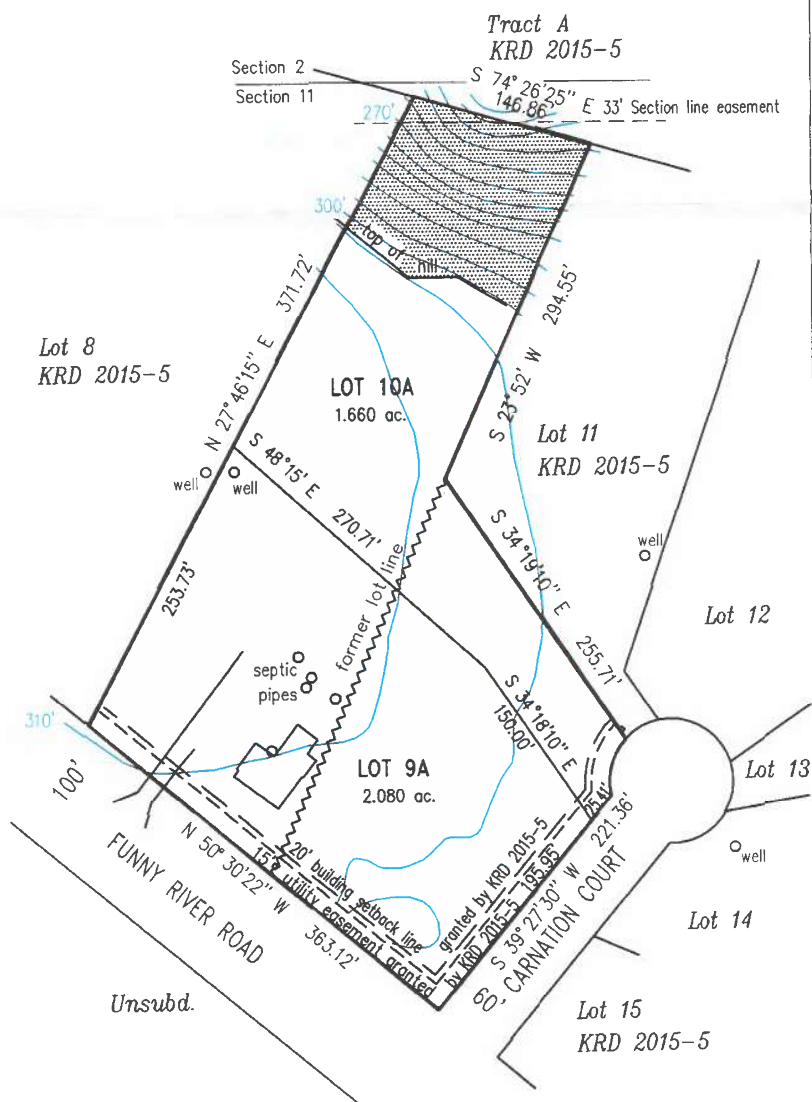 Tract A
KRD 2015-5
Section 2
Section 11
S 74° 26'25" E
146.86'
33' Section line easement
270'
300'
top of hill
N 27°46'15" E 371.72'
294.55'
S 23°52' W
Lot 8
KRD 2015-5
LOT 10A
1.660 ac.
Lot 11
KRD 2015-5
S 48°15' E 270.71'
well
well
well
253.73'
former lot line
S 34°19'10" E 255.71'
Lot 12
septic
pipes
S 34°18'10" E
150.00'
310'
100'
LOT 9A
2.080 ac.
Lot 13
25.41'
N 50°30'22" W 363.12'
20' building setback line granted by KRD 2015-5
15' utility easement granted by KRD 2015-5
195.95'
S 39°27'30" W 221.36'
60' CARNATION COURT
well
FUNNY RIVER ROAD
Lot 14
Unsubd.
Lot 15
KRD 2015-5